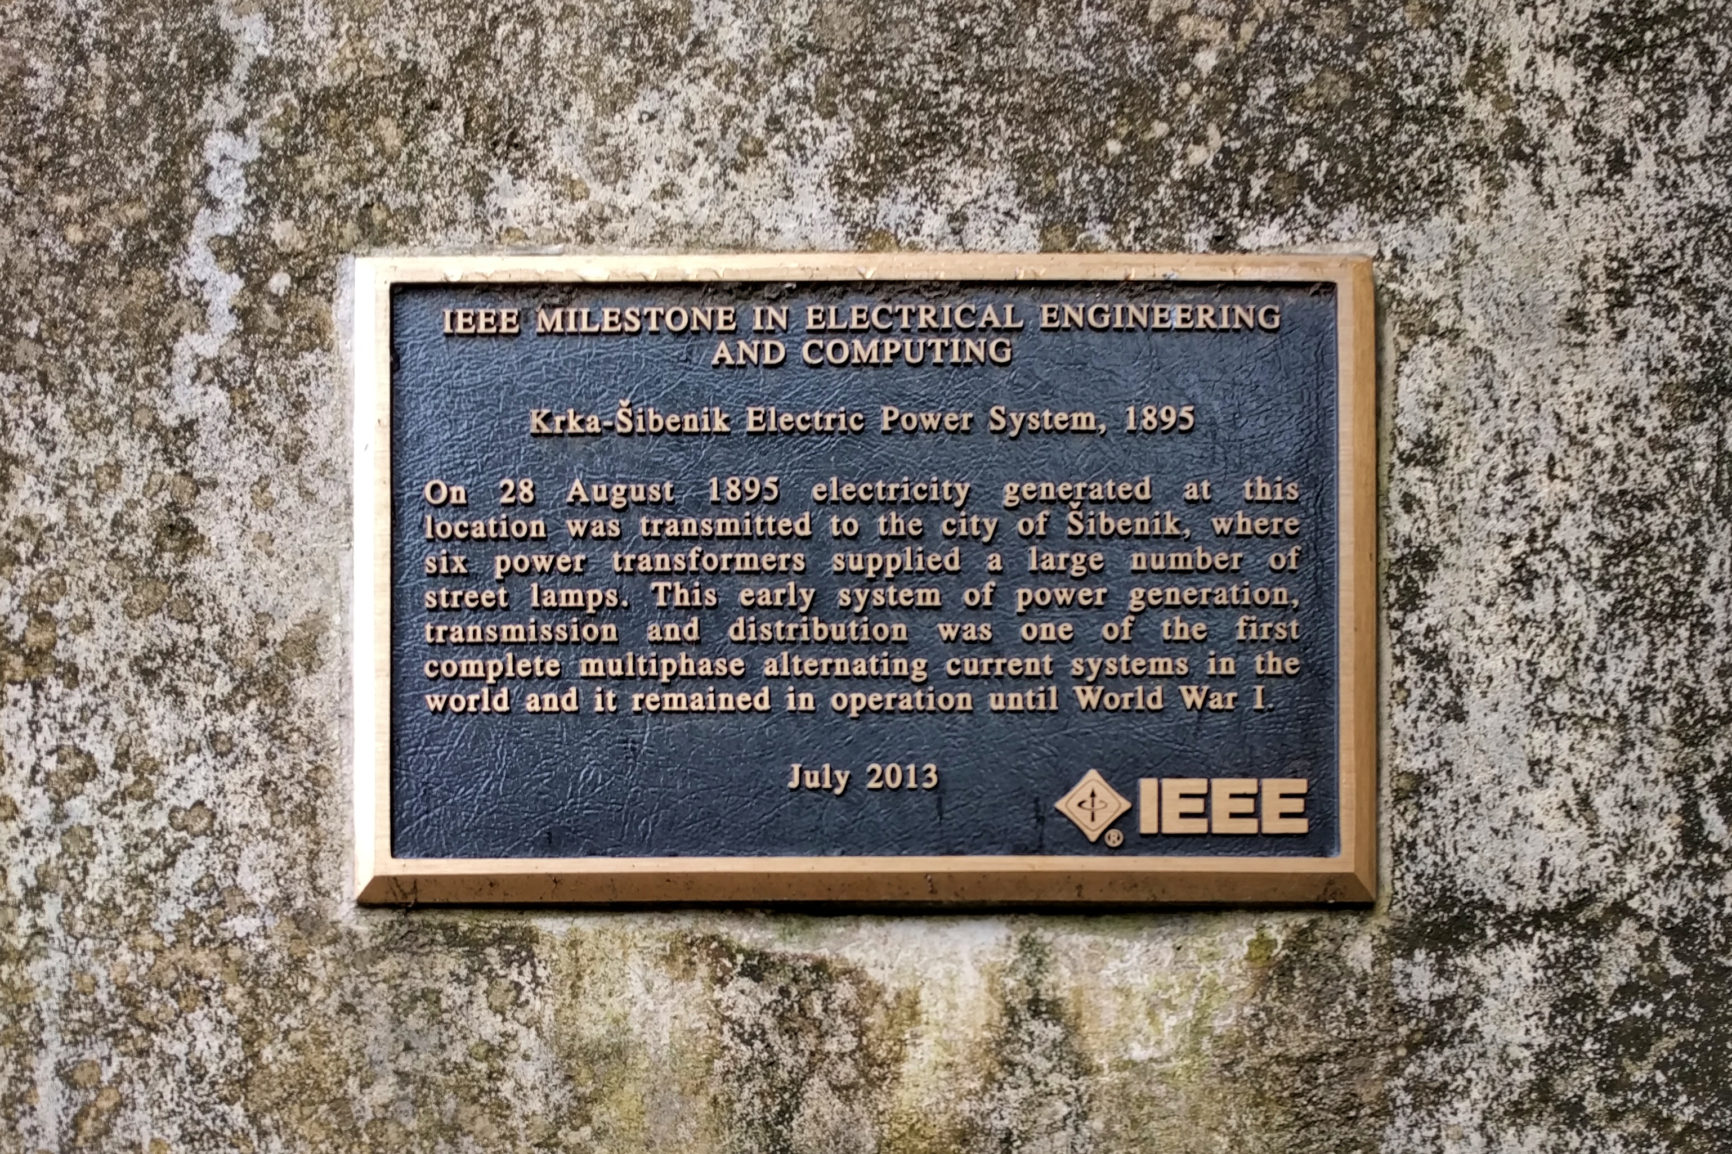 IEEE MILESTONE IN ELECTRICAL ENGINEERING
AND COMPUTING
Krka-Šibenik Electric Power System, 1895
On 28 August 1895 electricity generated at this
location was transmitted to the city of Šibenik, where
six power transformers supplied a large number of
street lamps. This early system of power generation,
transmission and distribution was one of the first
complete multiphase alternating current systems in the
world and it remained in operation until World War I.
July 2013
® IEEE